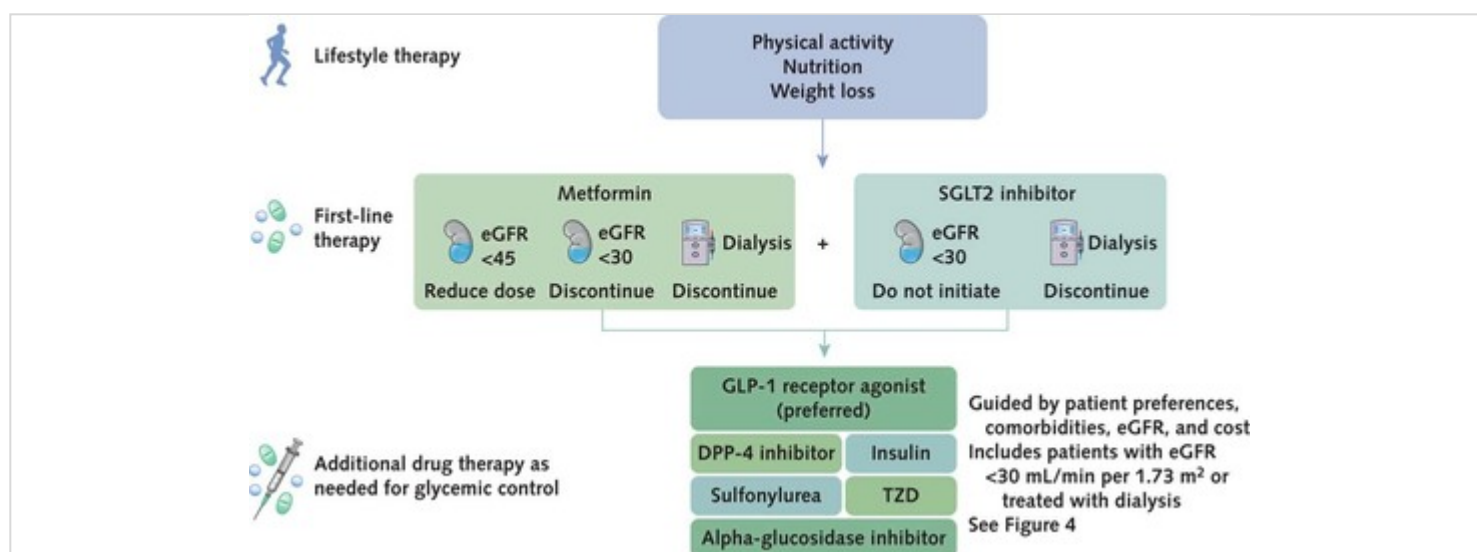 Lifestyle therapy
Physical activity
Nutrition
Weight loss
First-line
therapy
Metformin
eGFR
<45
Reduce dose
eGFR
<30
Discontinue
Dialysis
Discontinue
+
SGLT2 inhibitor
eGFR
<30
Do not initiate
Dialysis
Discontinue
Additional drug therapy as
needed for glycemic control
GLP-1 receptor agonist
(preferred)
DPP-4 inhibitor
Insulin
Sulfonylurea
TZD
Alpha-glucosidase inhibitor
Guided by patient preferences,
comorbidities, eGFR, and cost
Includes patients with eGFR
<30 mL/min per 1.73 m² or
treated with dialysis
See Figure 4